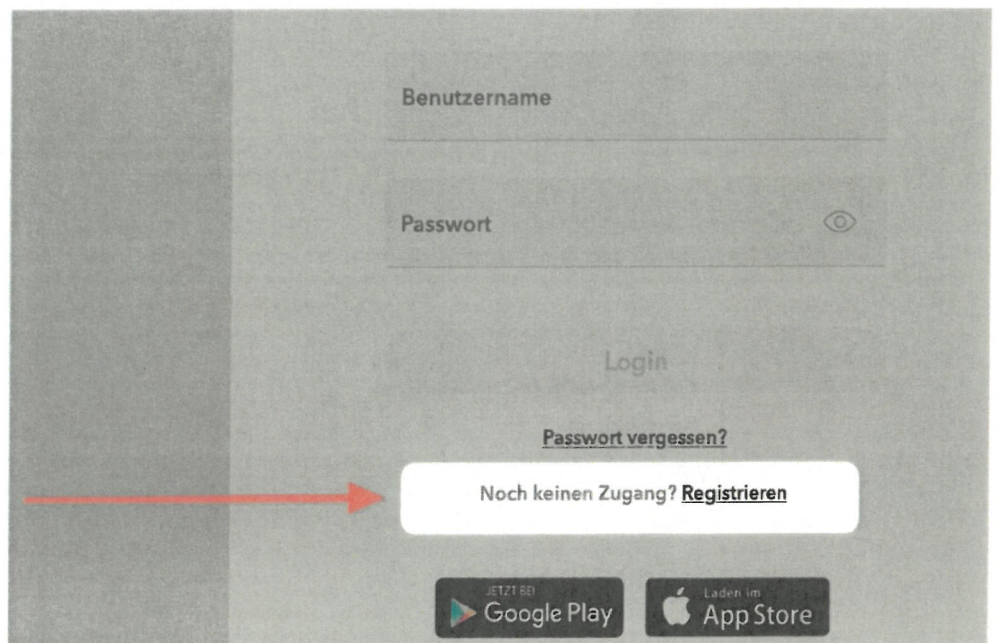 Benutzername
Passwort
Login
Passwort vergessen?
Noch keinen Zugang? Registrieren
JETZT BEI
Google Play
Laden im
App Store